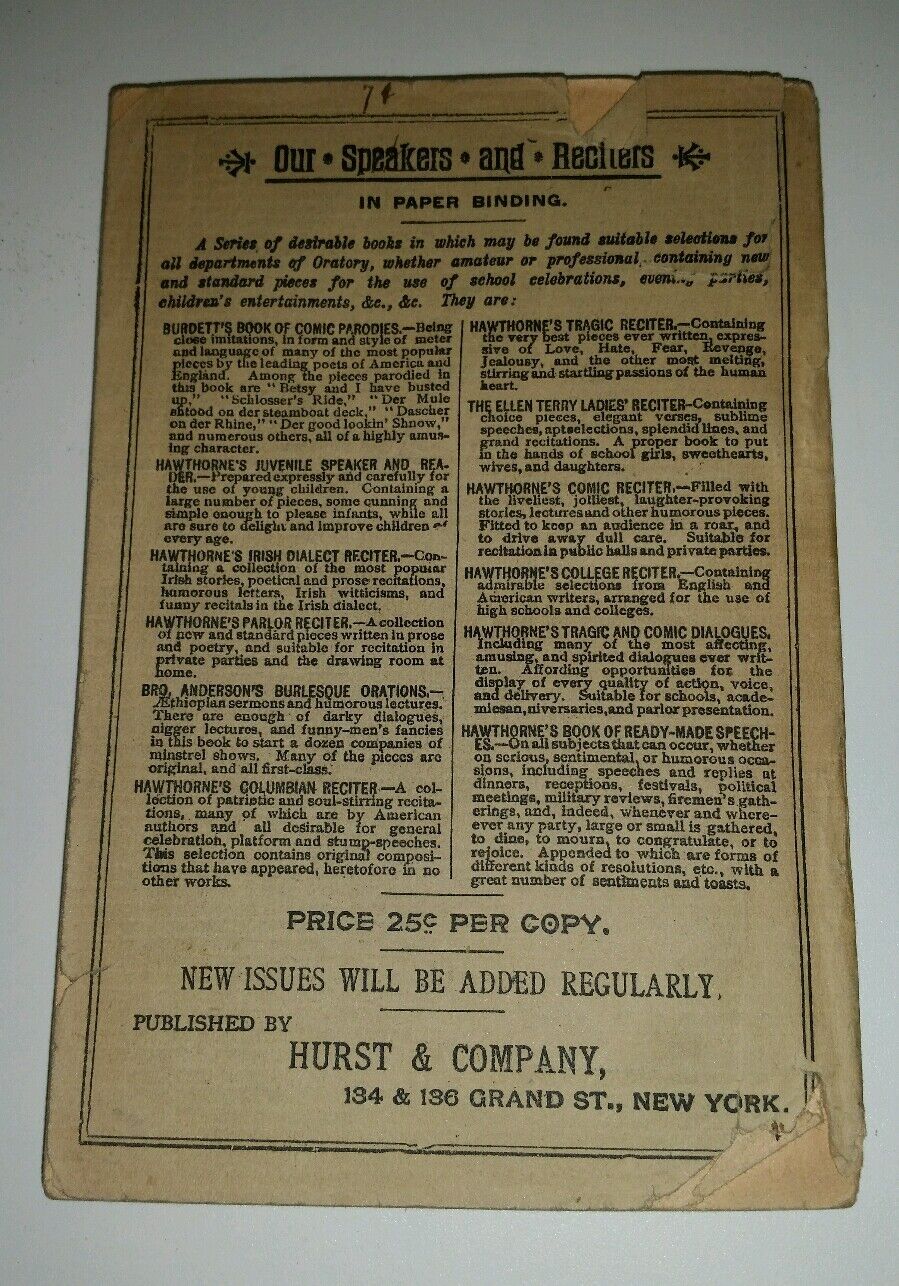 74
Our • Speakers • and • Reciters
IN PAPER BINDING.
A Series of desirable books in which may be found suitable selections for
all departments of Oratory, whether amateur or professional, containing new
and standard pieces for the use of school celebrations, evening parties,
children's entertainments, &c., &c. They are:
BURDETT'S BOOK OF COMIC PARODIES.—Being
close imitations, in form and style of meter
and language of many of the most popular
pieces by the leading poets of America and
England. Among the pieces parodied in
this book are "Betsy and I have busted
up," "Schlosser's Ride," "Der Mule
shtood on der steamboat deck," "Dascher
on der Rhine," "Der good lookin' Shnow,"
and numerous others, all of a highly amus-
ing character.
HAWTHORNE'S JUVENILE SPEAKER AND REA-
DER.—Prepared expressly and carefully for
the use of young children. Containing a
large number of pieces, some cunning and
simple enough to please infants, while all
are sure to delight and improve children of
every age.
HAWTHORNE'S IRISH DIALECT RECITER.—Con-
taining a collection of the most popular
Irish stories, poetical and prose recitations,
humorous letters, Irish witticisms, and
funny recitals in the Irish dialect.
HAWTHORNE'S PARLOR RECITER.—A collection
of new and standard pieces written in prose
and poetry, and suitable for recitation in
private parties and the drawing room at
home.
BRO. ANDERSON'S BURLESQUE ORATIONS.—
Æthiopian sermons and humorous lectures.
There are enough of darky dialogues,
nigger lectures, and funny-men's fancies
in this book to start a dozen companies of
minstrel shows. Many of the pieces are
original, and all first-class.
HAWTHORNE'S COLUMBIAN RECITER—A col-
lection of patriotic and soul-stirring recita-
tions, many of which are by American
authors and all desirable for general
celebration, platform and stump-speeches.
This selection contains original composi-
tions that have appeared, heretofore in no
other works.
HAWTHORNE'S TRAGIC RECITER.—Containing
the very best pieces ever written, expres-
sive of Love, Hate, Fear, Revenge,
Jealousy, and the other most melting,
stirring and startling passions of the human
heart.
THE ELLEN TERRY LADIES' RECITER—Containing
choice pieces, elegant verses, sublime
speeches, apt selections, splendid lines, and
grand recitations. A proper book to put
in the hands of school girls, sweethearts,
wives, and daughters.
HAWTHORNE'S COMIC RECITER.—Filled with
the liveliest, jolliest, laughter-provoking
stories, lectures and other humorous pieces.
Fitted to keep an audience in a roar, and
to drive away dull care. Suitable for
recitation in public halls and private parties.
HAWTHORNE'S COLLEGE RECITER.—Containing
admirable selections from English and
American writers, arranged for the use of
high schools and colleges.
HAWTHORNE'S TRAGIC AND COMIC DIALOGUES.
Including many of the most affecting,
amusing, and spirited dialogues ever writ-
ten. Affording opportunities for the
display of every quality of action, voice,
and delivery. Suitable for schools, acade-
miesan,niversaries,and parlor presentation.
HAWTHORNE'S BOOK OF READY-MADE SPEECH-
ES.—On all subjects that can occur, whether
on serious, sentimental, or humorous occa-
sions, including speeches and replies at
dinners, receptions, festivals, political
meetings, military reviews, firemen's gath-
erings, and, indeed, whenever and where-
ever any party, large or small is gathered,
to dine, to mourn, to congratulate, or to
rejoice. Appended to which are forms of
different kinds of resolutions, etc., with a
great number of sentiments and toasts.
PRICE 25c PER COPY.
NEW ISSUES WILL BE ADDED REGULARLY.
PUBLISHED BY
HURST & COMPANY,
134 & 136 GRAND ST., NEW YORK.